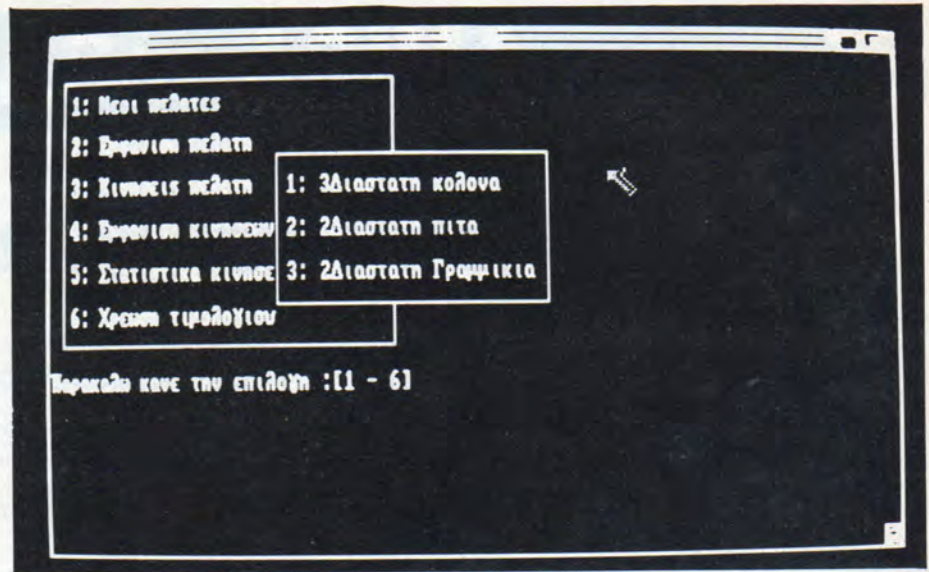 1: Νεοι πελατες
2: Εμφανιση πελατη
3: Κινησεις πελατη
4: Εμφανιση κινησεων
5: Στατιστικα κινησε
6: Χρεωση τιμολογιου
1: 3Διαστατη κολονα
2: 2Διαστατη πιτα
3: 2Διαστατη Γραμμικια
Παρακαλω κανε την επιλογη :[1 - 6]